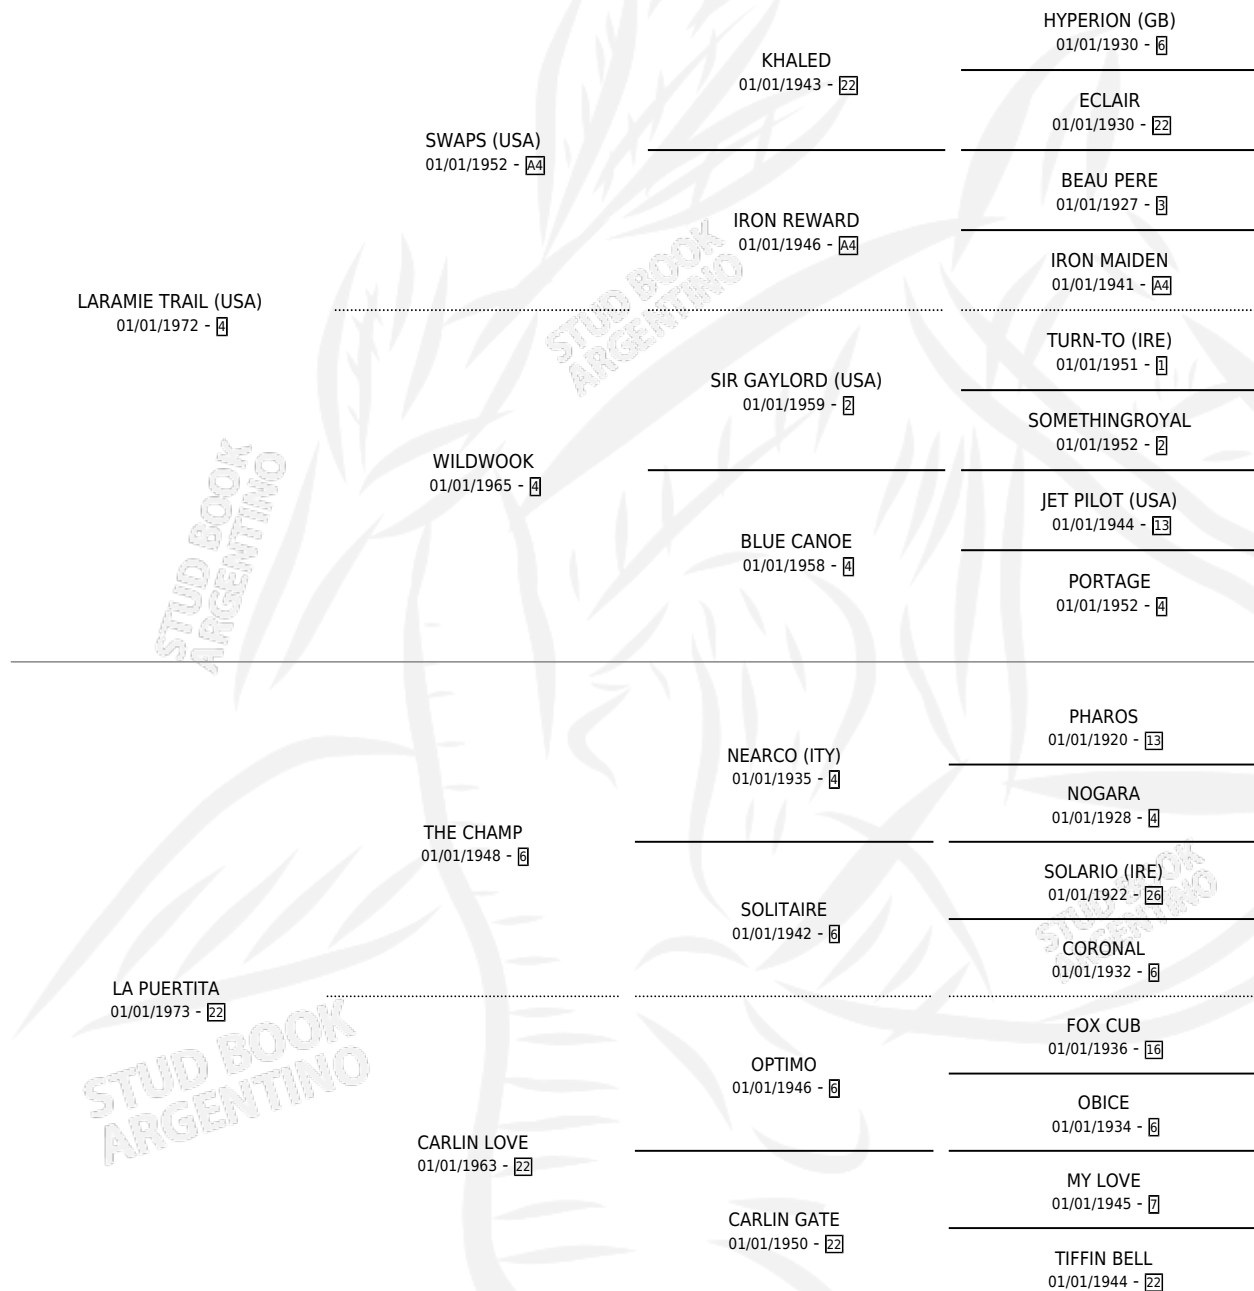 HYPERION (GB)
01/01/1930 - 6
KHALED
01/01/1943 - 22
ECLAIR
01/01/1930 - 22
SWAPS (USA)
01/01/1952 - A4
BEAU PERE
01/01/1927 - 3
IRON REWARD
01/01/1946 - A4
IRON MAIDEN
01/01/1941 - A4
LARAMIE TRAIL (USA)
01/01/1972 - 4
TURN-TO (IRE)
01/01/1951 - 1
SIR GAYLORD (USA)
01/01/1959 - 2
SOMETHINGROYAL
01/01/1952 - 2
WILDWOOK
01/01/1965 - 4
JET PILOT (USA)
01/01/1944 - 13
BLUE CANOE
01/01/1958 - 4
PORTAGE
01/01/1952 - 4
PHAROS
01/01/1920 - 13
NEARCO (ITY)
01/01/1935 - 4
NOGARA
01/01/1928 - 4
THE CHAMP
01/01/1948 - 6
SOLARIO (IRE)
01/01/1922 - 26
SOLITAIRE
01/01/1942 - 6
CORONAL
01/01/1932 - 6
LA PUERTITA
01/01/1973 - 22
FOX CUB
01/01/1936 - 16
OPTIMO
01/01/1946 - 6
OBICE
01/01/1934 - 6
CARLIN LOVE
01/01/1963 - 22
MY LOVE
01/01/1945 - 7
CARLIN GATE
01/01/1950 - 22
TIFFIN BELL
01/01/1944 - 22
STUD BOOK
ARGENTINO
STUD BOOK
ARGENTINO
STUD BOOK
ARGENTINO
STUD BOOK
ARGENTINO